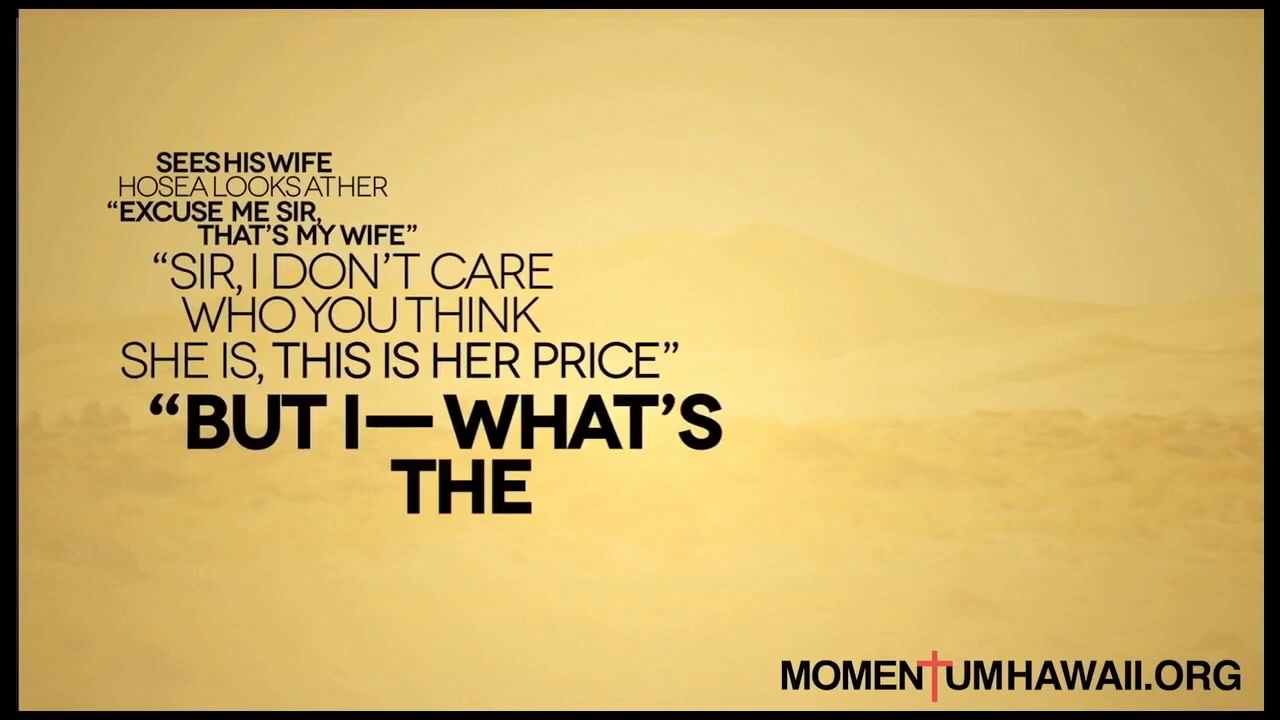 SEES HIS WIFE
HOSEA LOOKS AT HER
“EXCUSE ME SIR,
THAT’S MY WIFE”
“SIR, I DON’T CARE
WHO YOU THINK
SHE IS, THIS IS HER PRICE”
“BUT I— WHAT’S
THE
MOMENTUMHAWAII.ORG